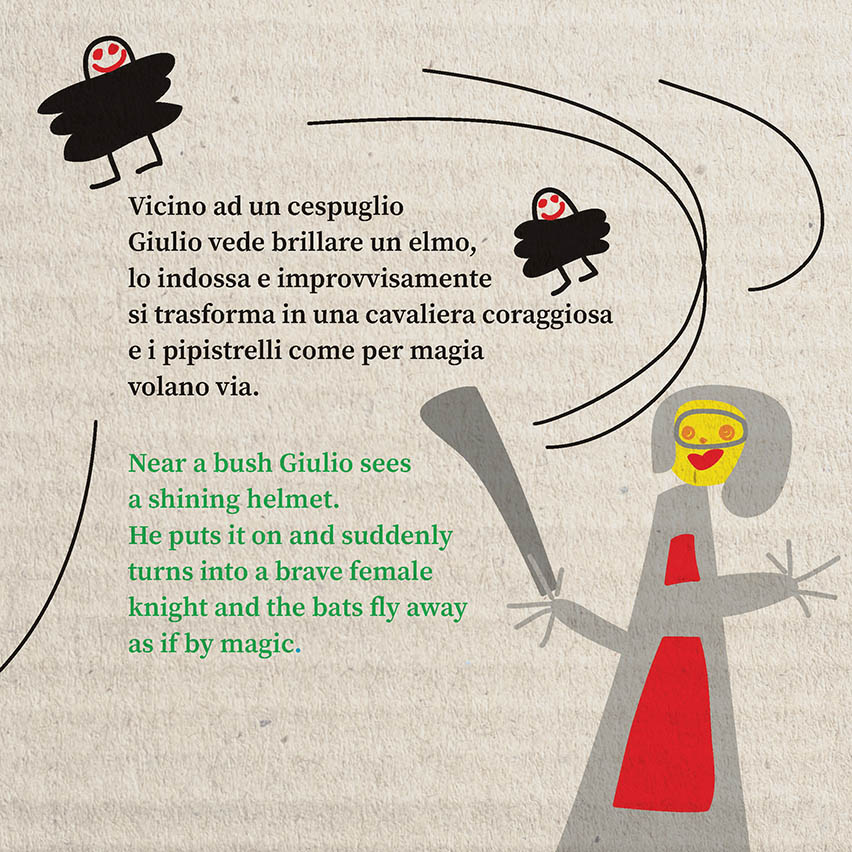 Vicino ad un cespuglio
Giulio vede brillare un elmo,
lo indossa e improvvisamente
si trasforma in una cavaliera coraggiosa
e i pipistrelli come per magia
volano via.
Near a bush Giulio sees
a shining helmet.
He puts it on and suddenly
turns into a brave female
knight and the bats fly away
as if by magic.